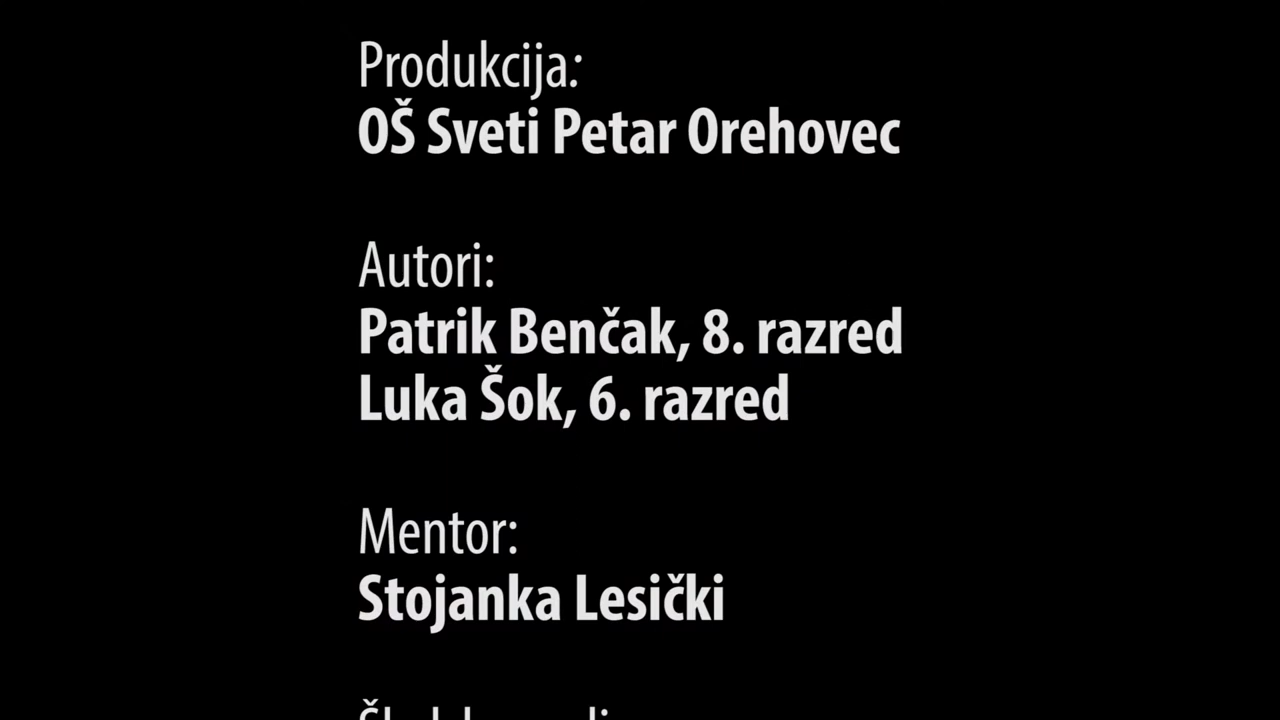 Produkcija:
OŠ Sveti Petar Orehovec
Autori:
Patrik Benčak, 8. razred
Luka Šok, 6. razred
Mentor:
Stojanka Lesički